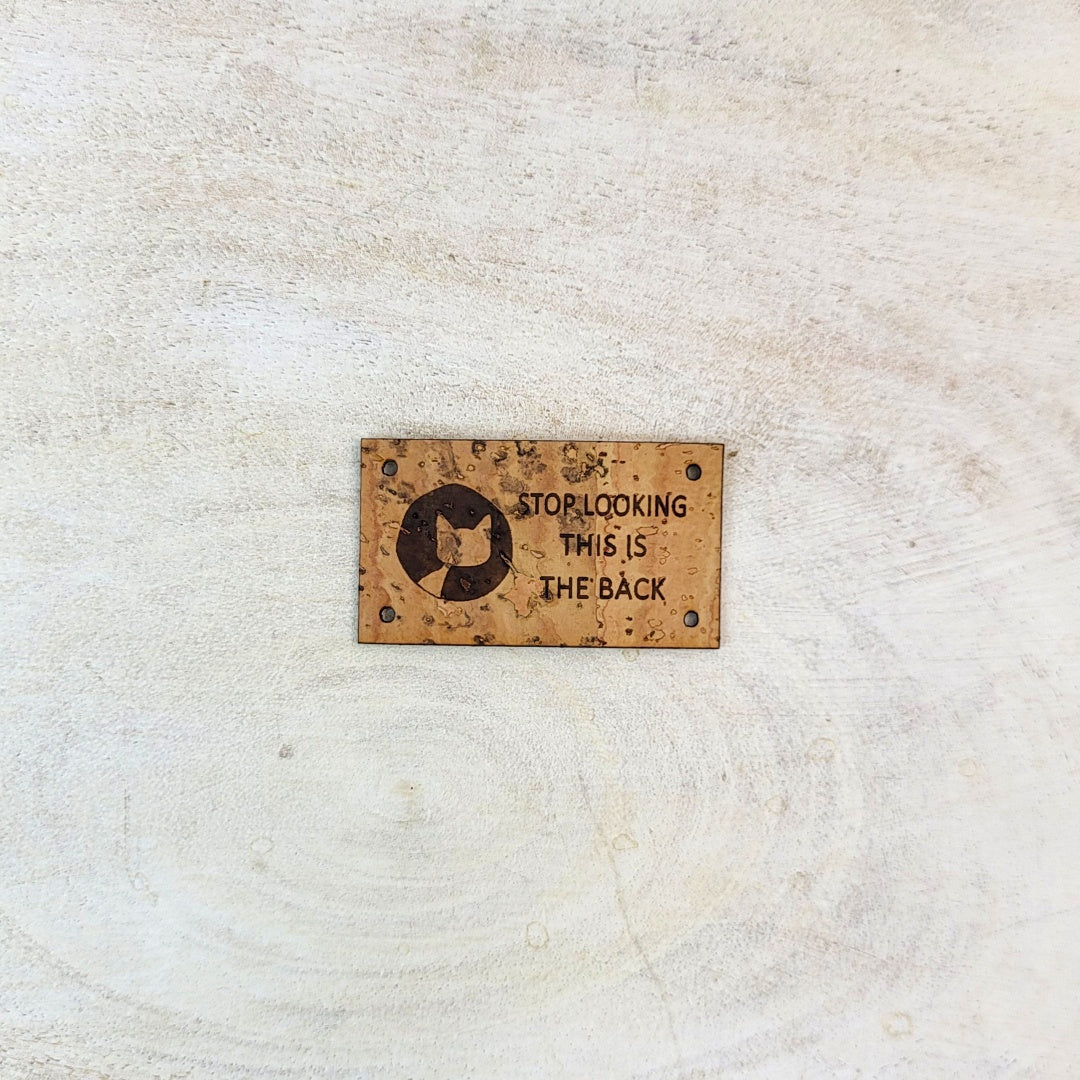 STOP LOOKING
THIS IS
THE BACK